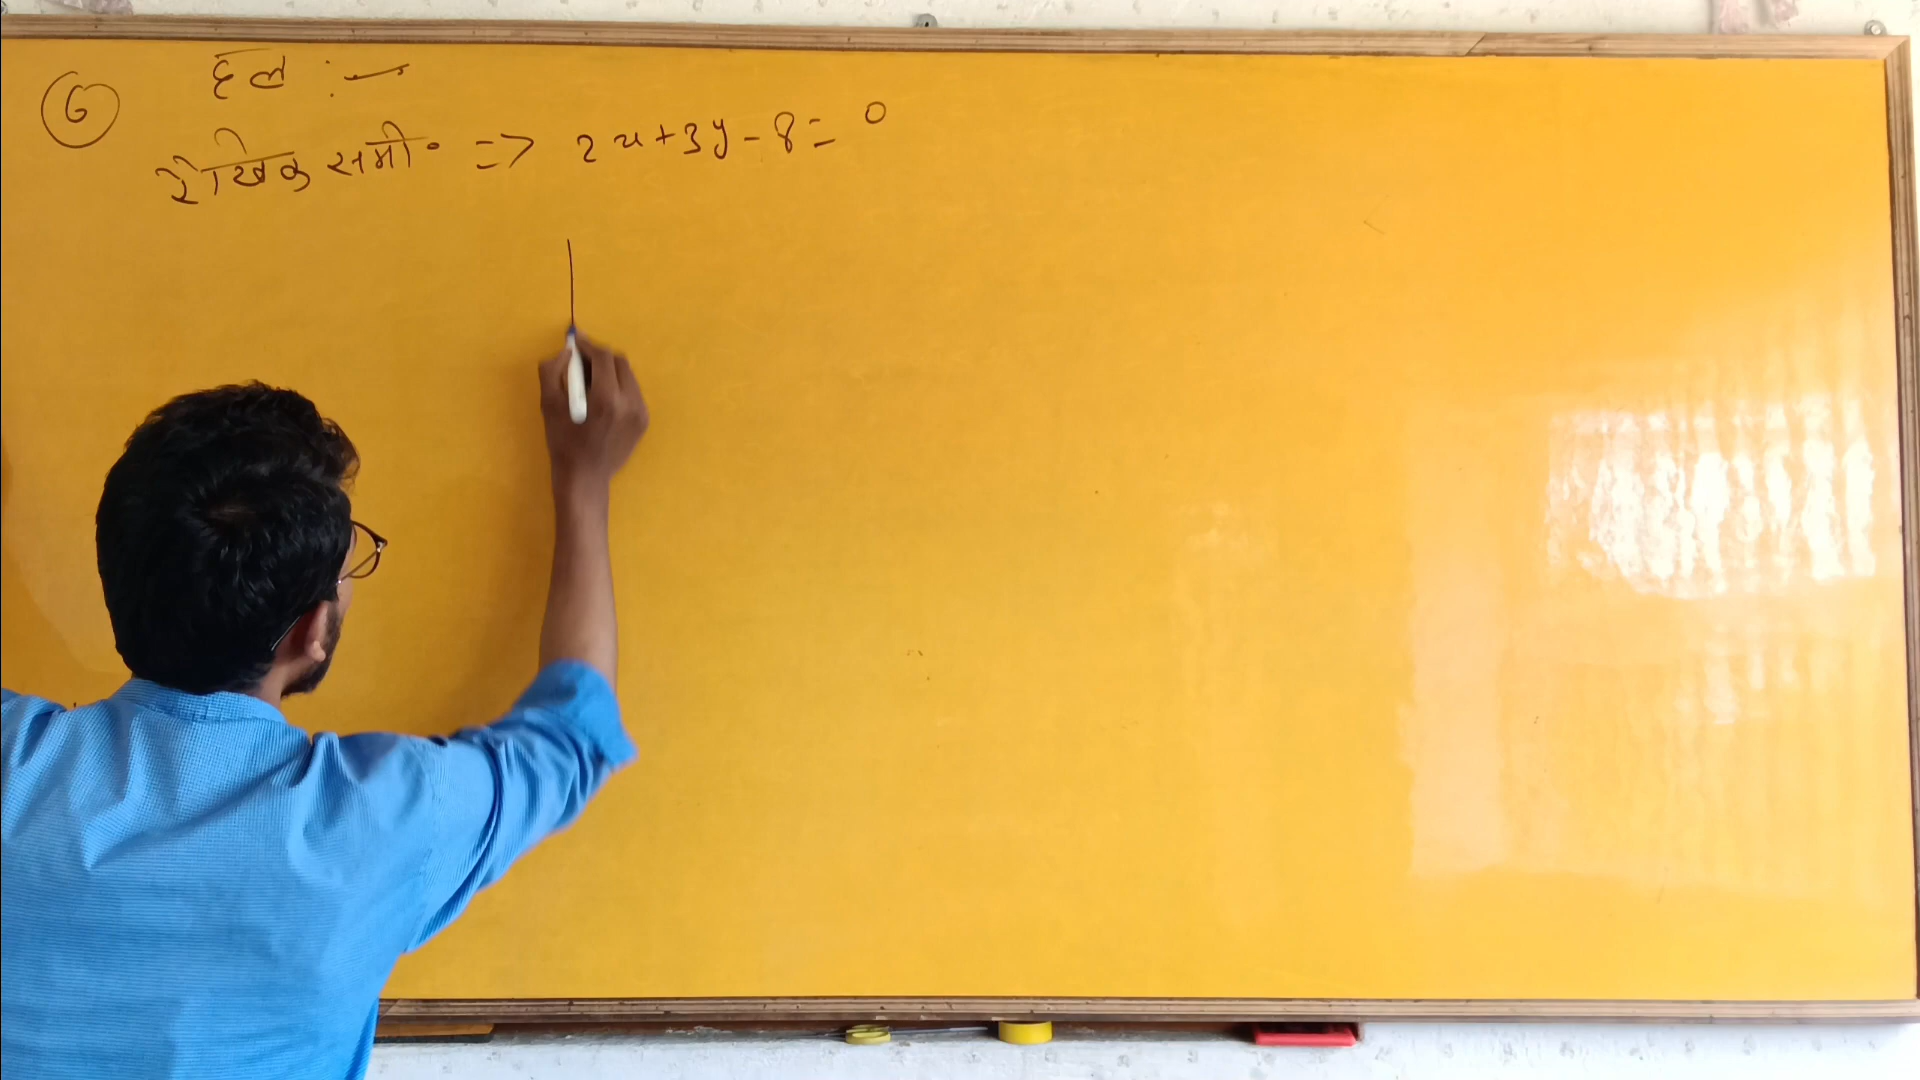 6 हल :-
रैखिक समी० => 2x+3y-8=0